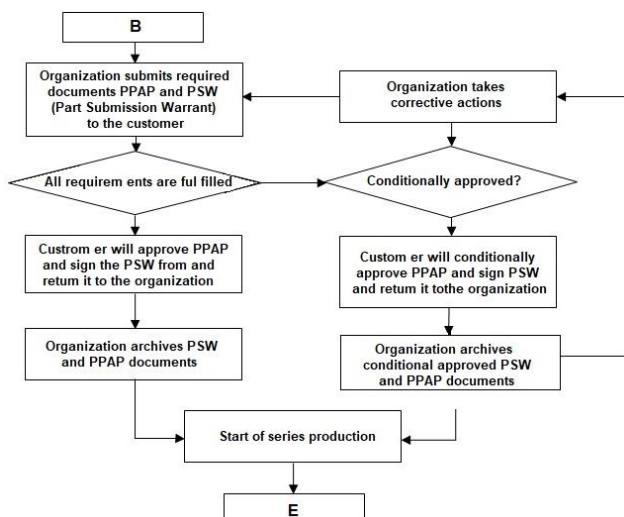 B
Organization submits required
documents PPAP and PSW
(Part Submission Warrant)
to the customer
Organization takes
corrective actions
All requirem ents are ful filled
Conditionally approved?
Custrom er will approve PPAP
and sign the PSW from and
retum it to the organization
Custom er will conditionally
approve PPAP and sign PSW
and retum it tothe organization
Organization archives PSW
and PPAP documents
Organization archives
conditional approved PSW
and PPAP documents
Start of series production
E